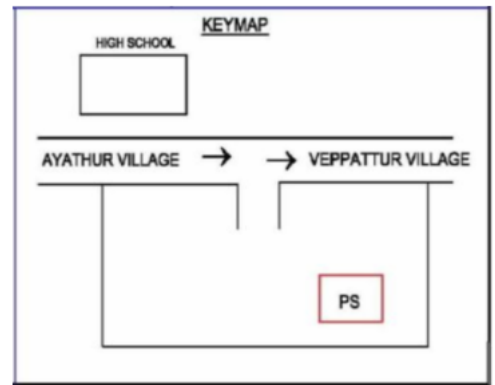 KEYMAP
HIGH SCHOOL
AYATHUR VILLAGE → → VEPPATTUR VILLAGE
PS